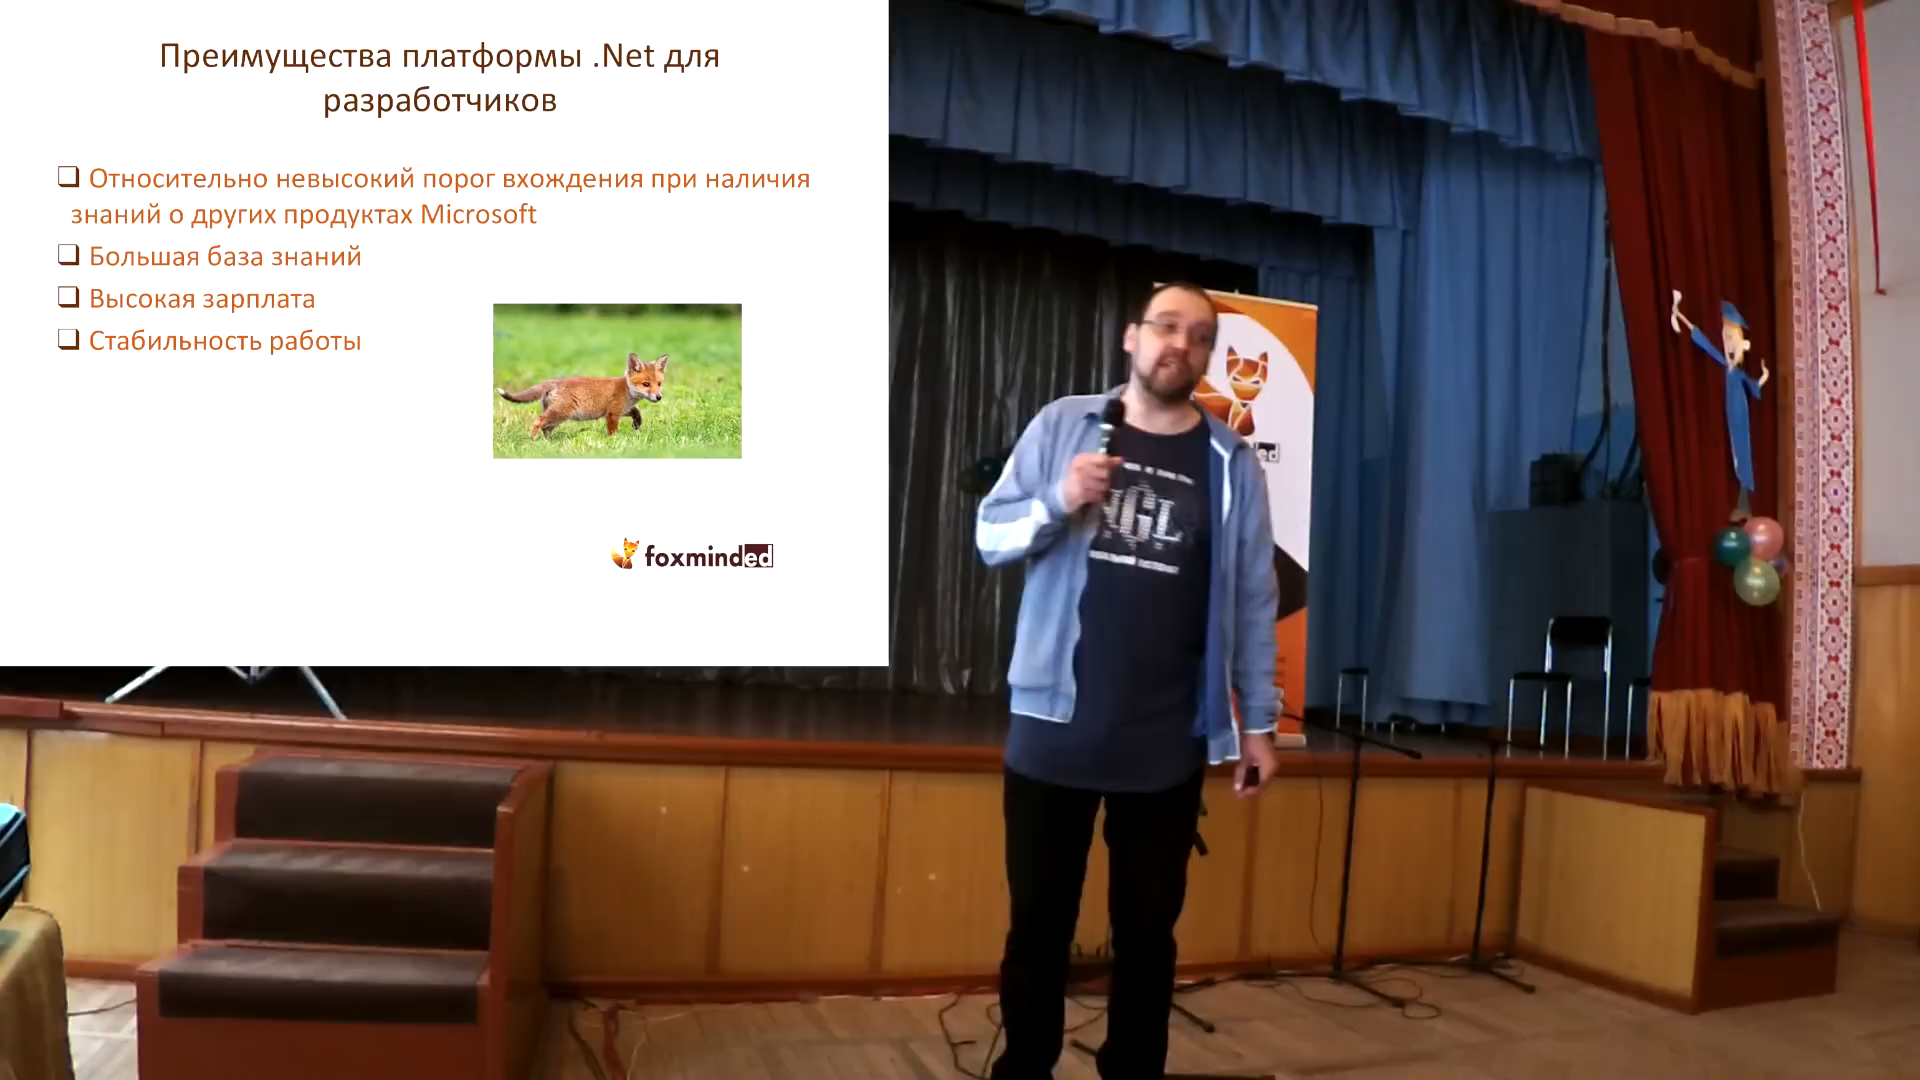 Преимущества платформы .Net для
разработчиков
Относительно невысокий порог вхождения при наличия
знаний о других продуктах Microsoft
Большая база знаний
Высокая зарплата
Стабильность работы
foxminded
ed